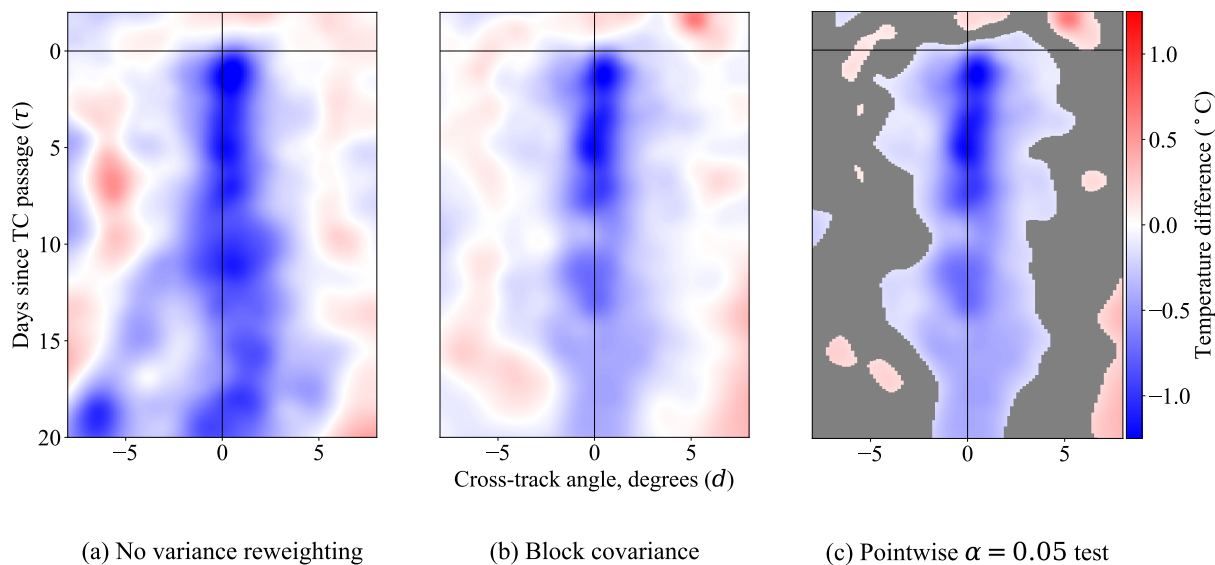 0
5
10
15
20
Days since TC passage (τ)
−5 0 5
−5 0 5
−5 0 5
Cross-track angle, degrees (d)
1.0
0.5
0.0
−0.5
−1.0
Temperature difference (°C)
(a) No variance reweighting
(b) Block covariance
(c) Pointwise α = 0.05 test